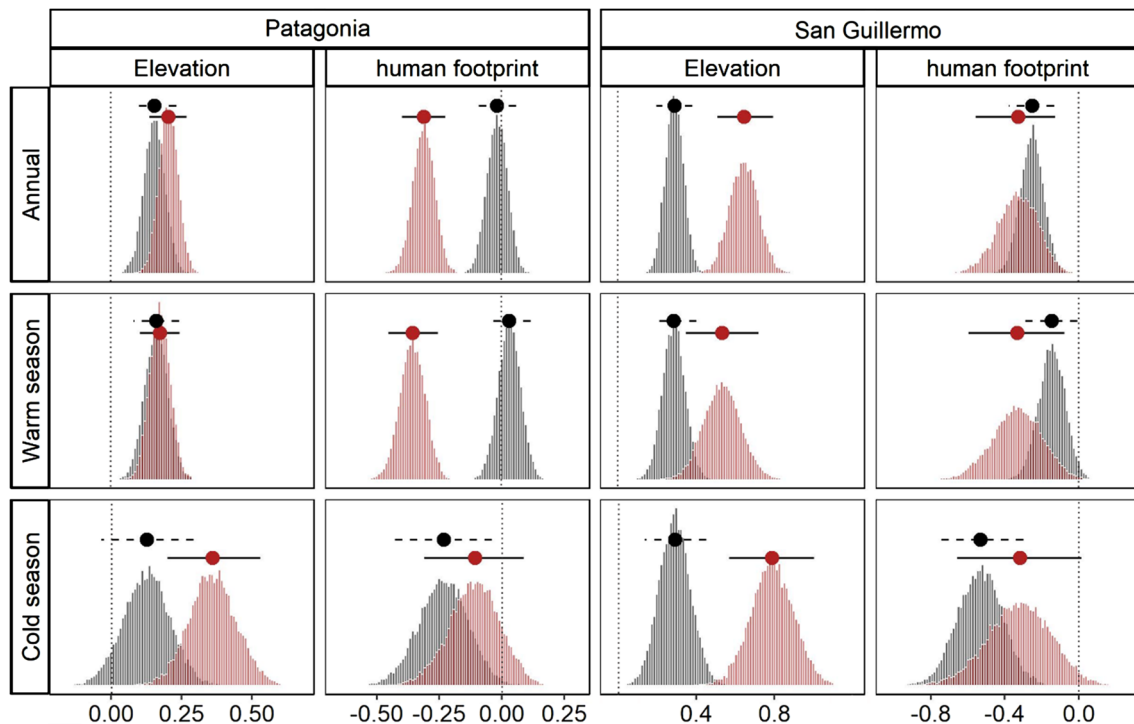 Patagonia
San Guillermo
Elevation
human footprint
Elevation
human footprint
Annual
Warm season
Cold season
0.00 0.25 0.50
-0.50 -0.25 0.00 0.25
0.4 0.8
-0.8 -0.4 0.0